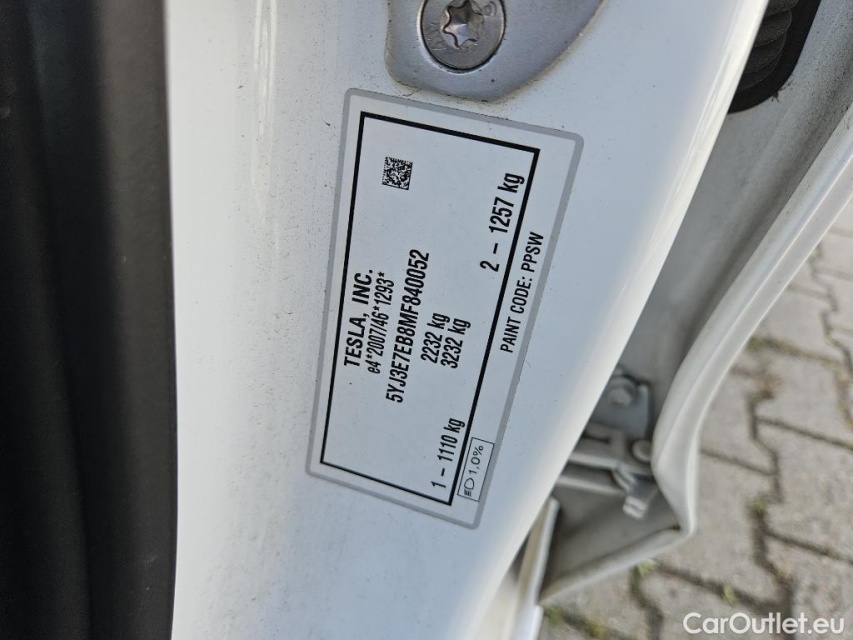 TESLA, INC.
e4*2007/46*1293*
5YJ3E7EB8MF840052
2232 kg
3232 kg
1 – 1110 kg
2 – 1257 kg
1,0%
PAINT CODE: PPSW
CarOutlet.eu